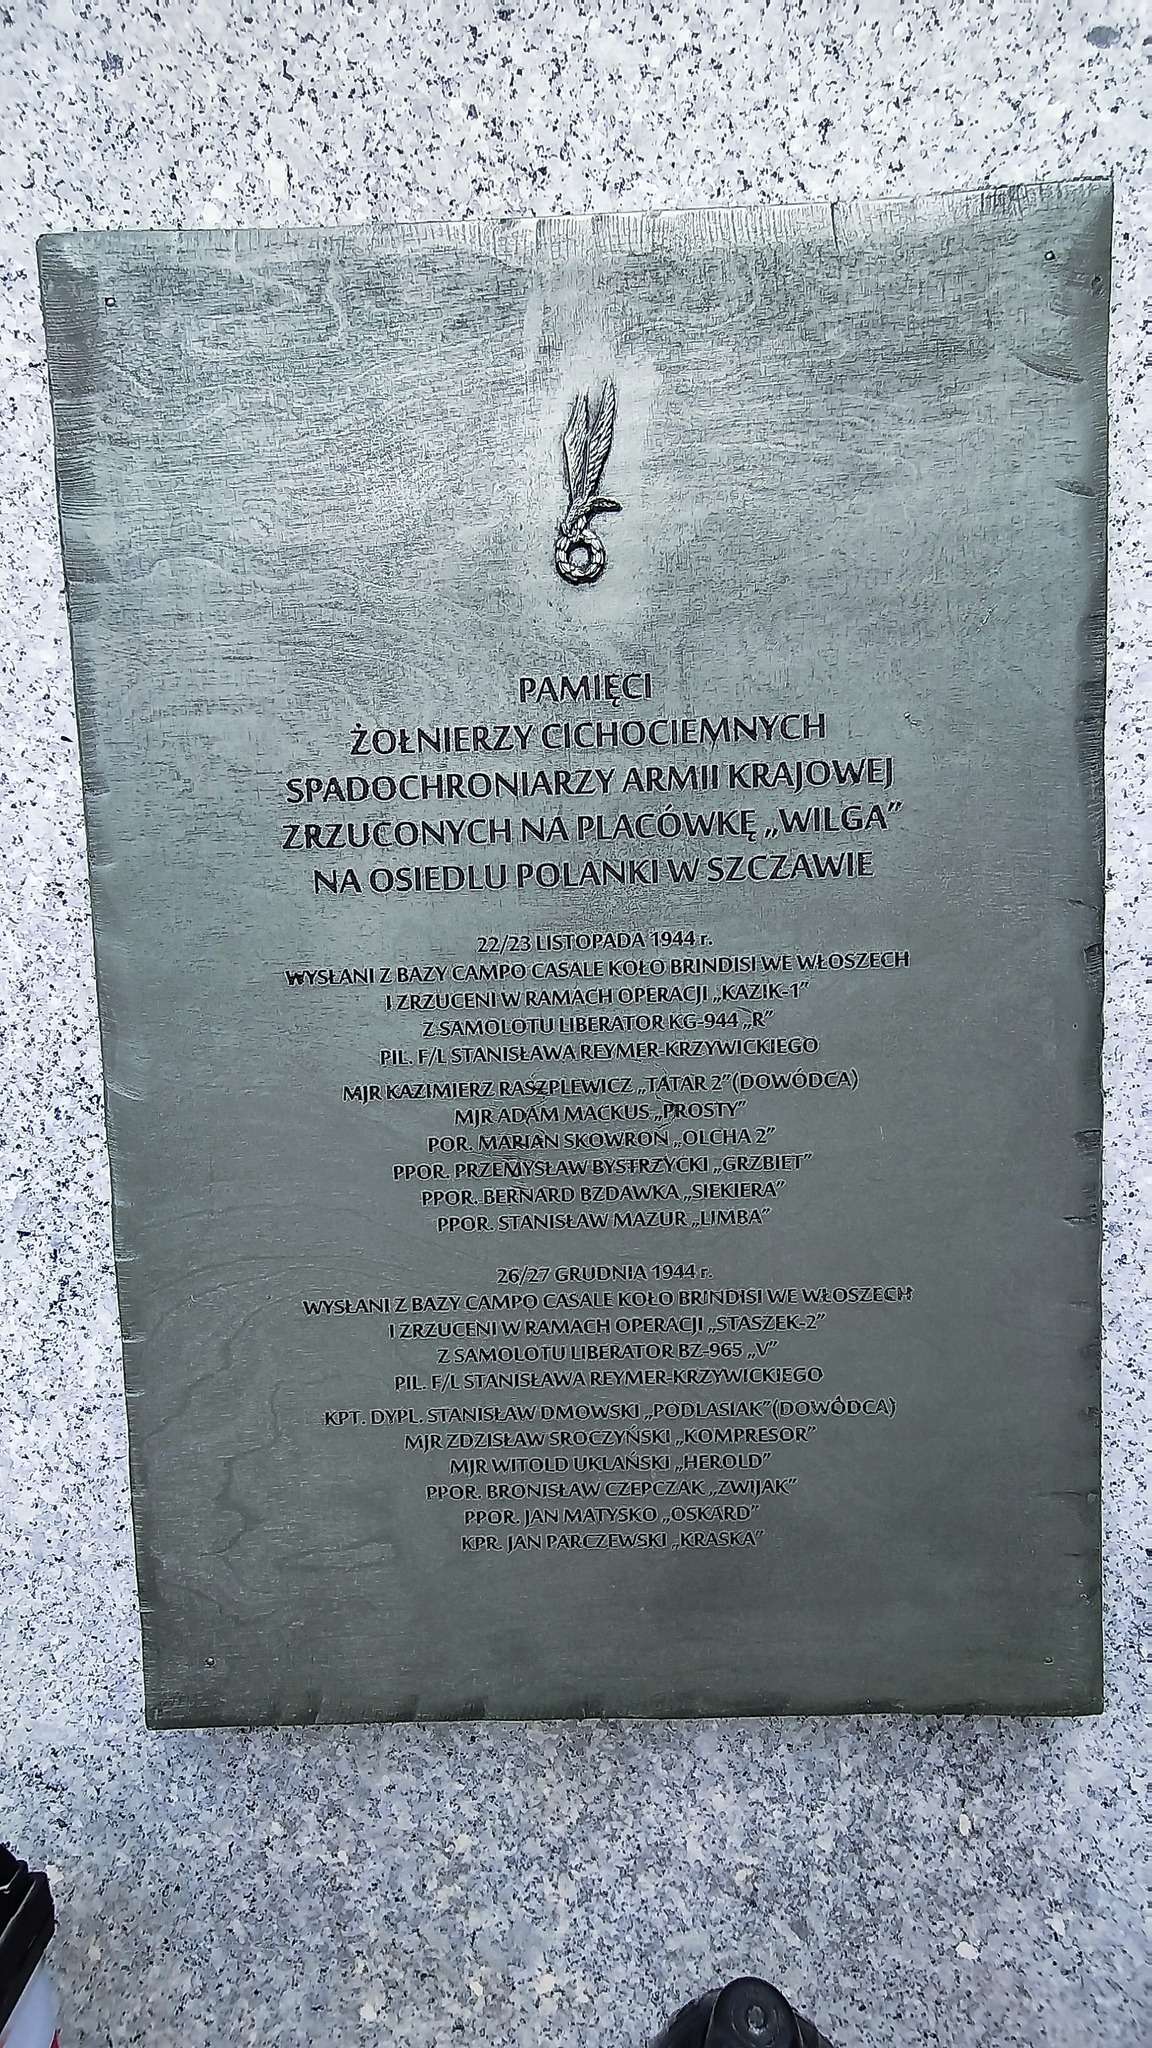 PAMIĘCI
ŻOŁNIERZY CICHOCIEMNYCH
SPADOCHRONIARZY ARMII KRAJOWEJ
ZRZUCONYCH NA PLACÓWKĘ „WILGA”
NA OSIEDLU POLANKI W SZCZAWIE
22/23 LISTOPADA 1944 r.
WYSŁANI Z BAZY CAMPO CASALE KOŁO BRINDISI WE WŁOSZECH
I ZRZUCENI W RAMACH OPERACJI „KAZIK-1”
Z SAMOLOTU LIBERATOR KG-944 „R”
PIL. F/L STANISŁAWA REYMER-KRZYWICKIEGO
MJR KAZIMIERZ RASZPLEWICZ „TATAR 2” (DOWÓDCA)
MJR ADAM MACKUS „PROSTY”
POR. MARIAN SKOWRON „OLCHA 2”
PPOR. PRZEMYSŁAW BYSTRZYCKI „GRZBIET”
PPOR. BERNARD BZDAWKA „SIEKIERA”
PPOR. STANISŁAW MAZUR „LIMBA”
26/27 GRUDNIA 1944 r.
WYSŁANI Z BAZY CAMPO CASALE KOŁO BRINDISI WE WŁOSZECH
I ZRZUCENI W RAMACH OPERACJI „STASZEK-2”
Z SAMOLOTU LIBERATOR BZ-965 „V”
PIL. F/L STANISŁAWA REYMER-KRZYWICKIEGO
KPT. DYPL. STANISŁAW DMOWSKI „PODLASIAK” (DOWÓDCA)
MJR ZDZISŁAW SROCZYŃSKI „KOMPRESOR”
MJR WITOLD UKLAŃSKI „HEROLD”
PPOR. BRONISŁAW CZEPCZAK „ZWIJAK”
PPOR. JAN MATYSKO „OSKARD”
KPR. JAN PARCZEWSKI „KRASKA”